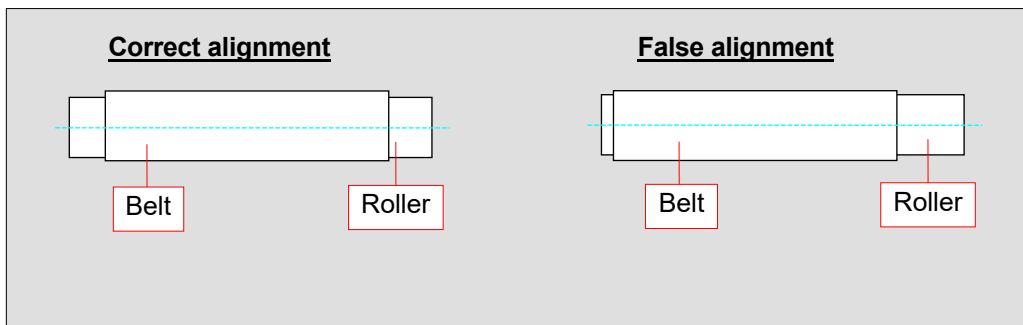 Correct alignment
False alignment
Belt
Roller
Belt
Roller